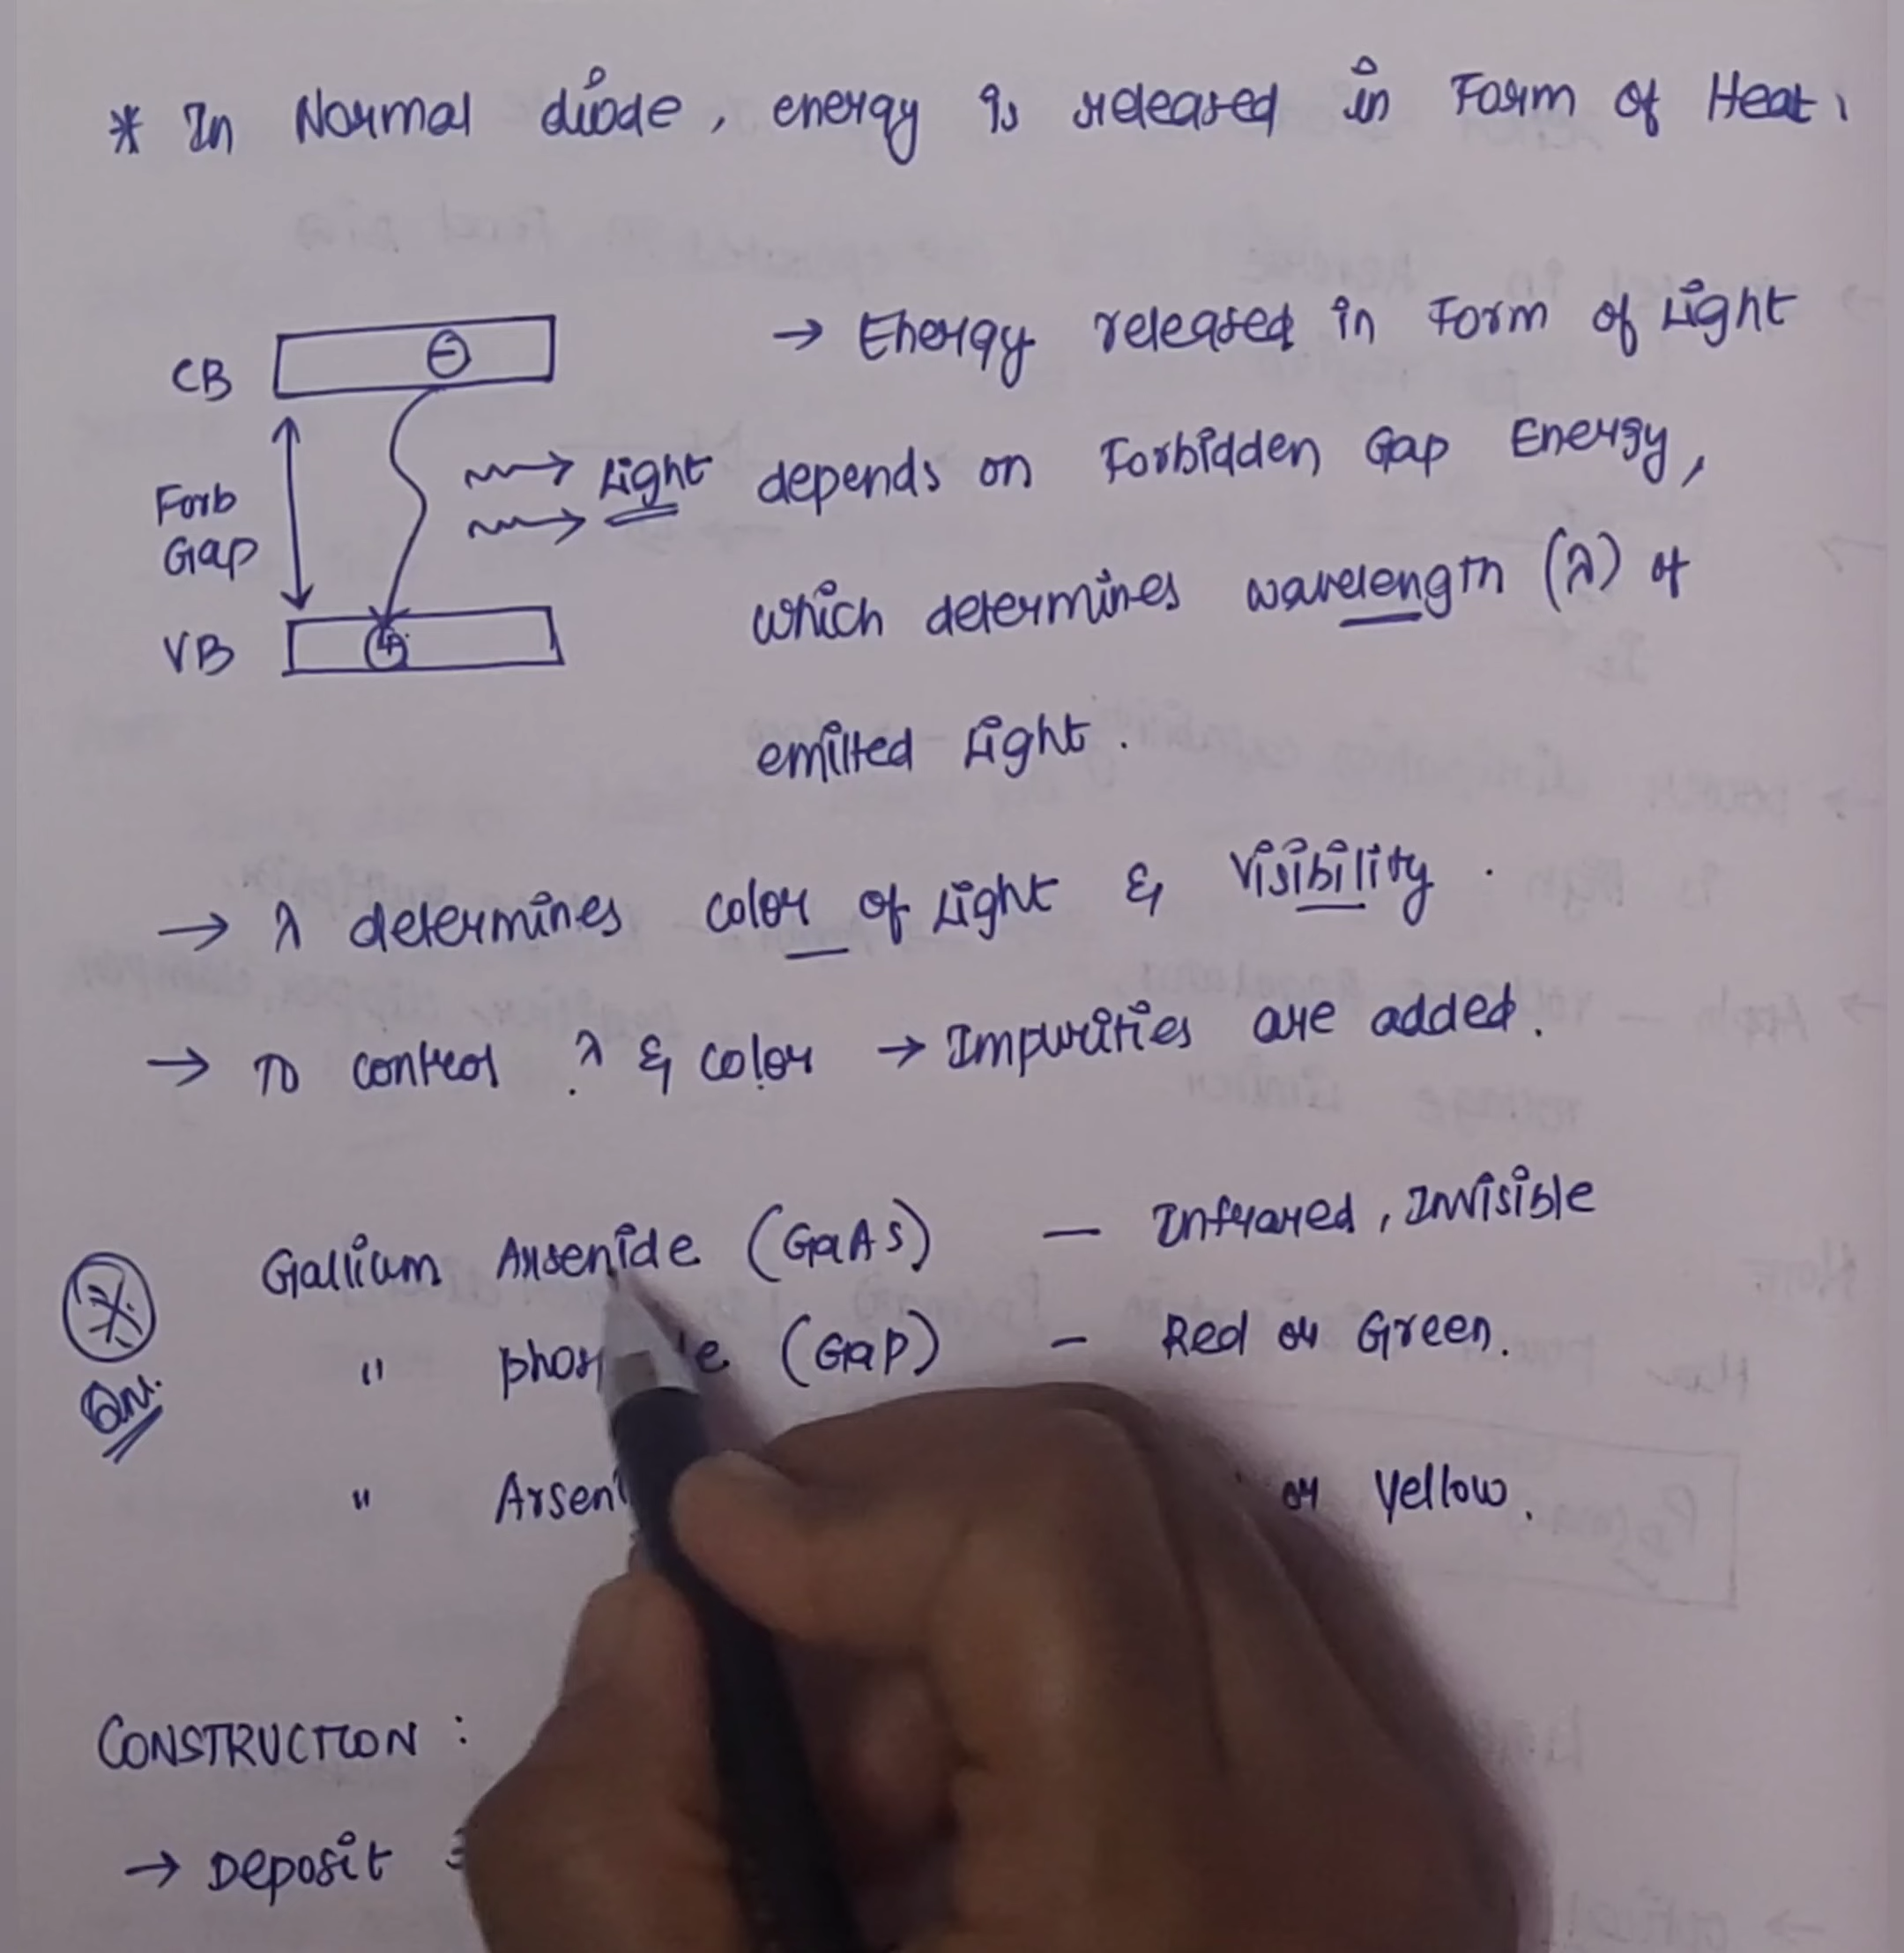 * In Normal diode, energy is released in Form of Heat.
→ Energy released in Form of Light
CB
Forb Gap
Light
VB
depends on Forbidden Gap Energy,
which determines wavelength (λ) of
emitted Light.
→ λ determines color of Light & Visibility.
→ To control λ & color → Impurities are added.
Gallium Arsenide (GaAs) — Infrared, Invisible
" (GaP) - Red or Green.
" or Yellow.
CONSTRUCTION :
→ Deposit